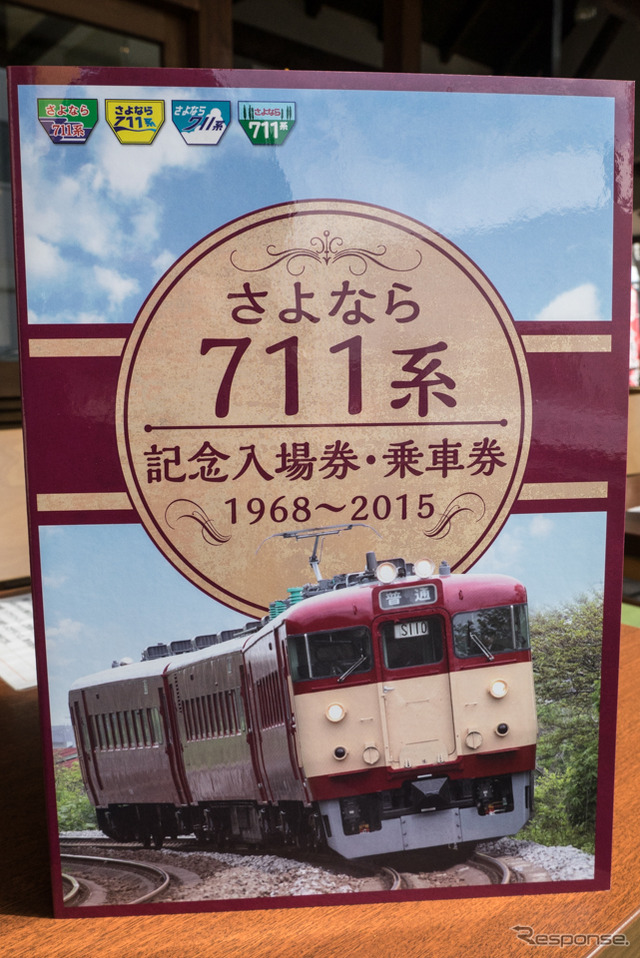 さよなら
711系
さよなら
711系
さよなら
711系
さよなら
711系
さよなら
711系
記念入場券・乗車券
1968～2015
普通
S110
Response.